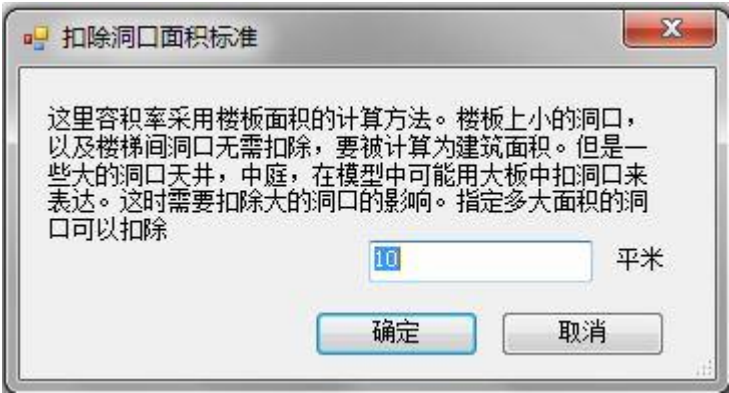 扣除洞口面积标准
这里容积率采用楼板面积的计算方法。楼板上小的洞口，
以及楼梯间洞口无需扣除，要被计算为建筑面积。但是一
些大的洞口天井，中庭，在模型中可能用大板中扣洞口来
表达。这时需要扣除大的洞口的影响。指定多大面积的洞
口可以扣除
10 平米
确定 取消